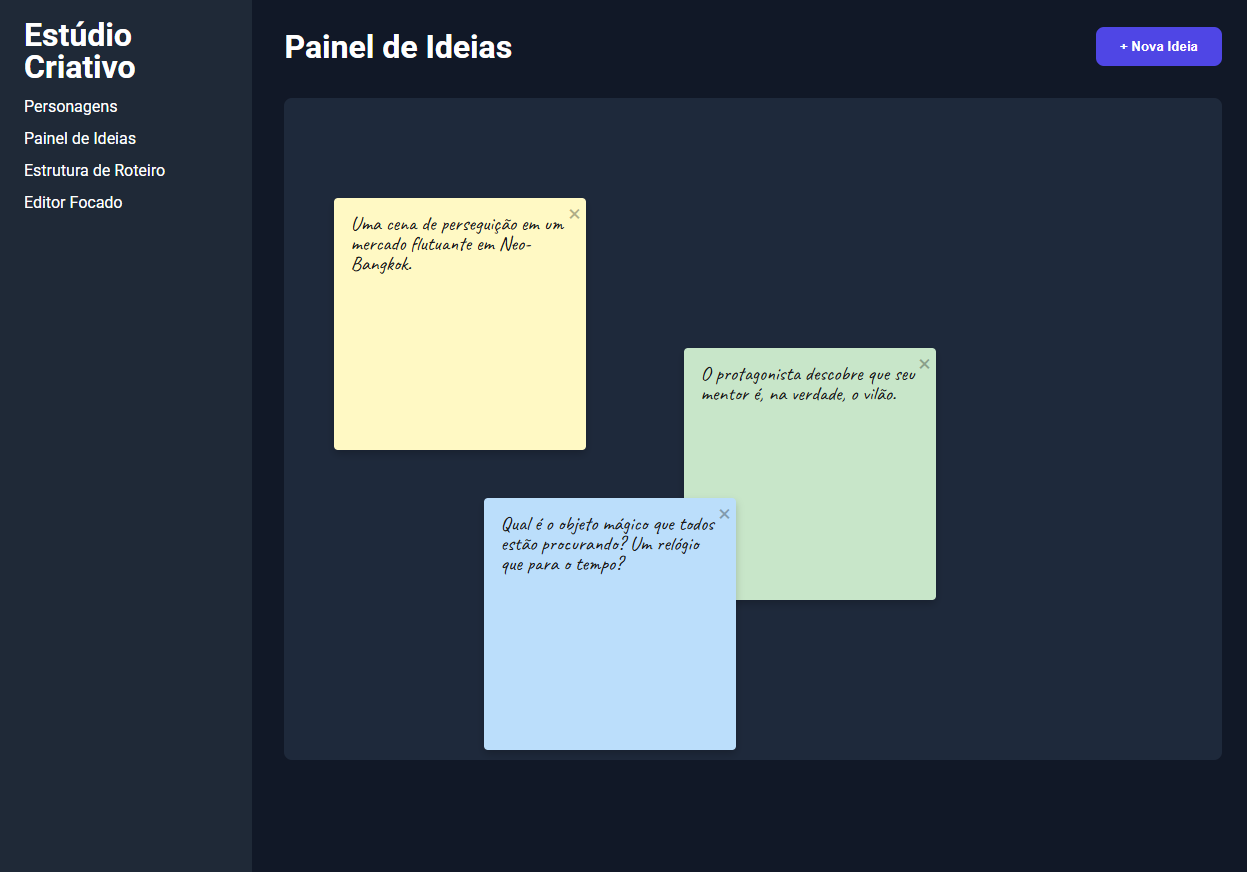 Estúdio
Criativo
Personagens
Painel de Ideias
Estrutura de Roteiro
Editor Focado
Painel de Ideias
+ Nova Ideia
Uma cena de perseguição em um
mercado flutuante em Neo-
Bangkok.
×
O protagonista descobre que seu
mentor é, na verdade, o vilão.
×
Qual é o objeto mágico que todos
estão procurando? Um relógio
que para o tempo?
×